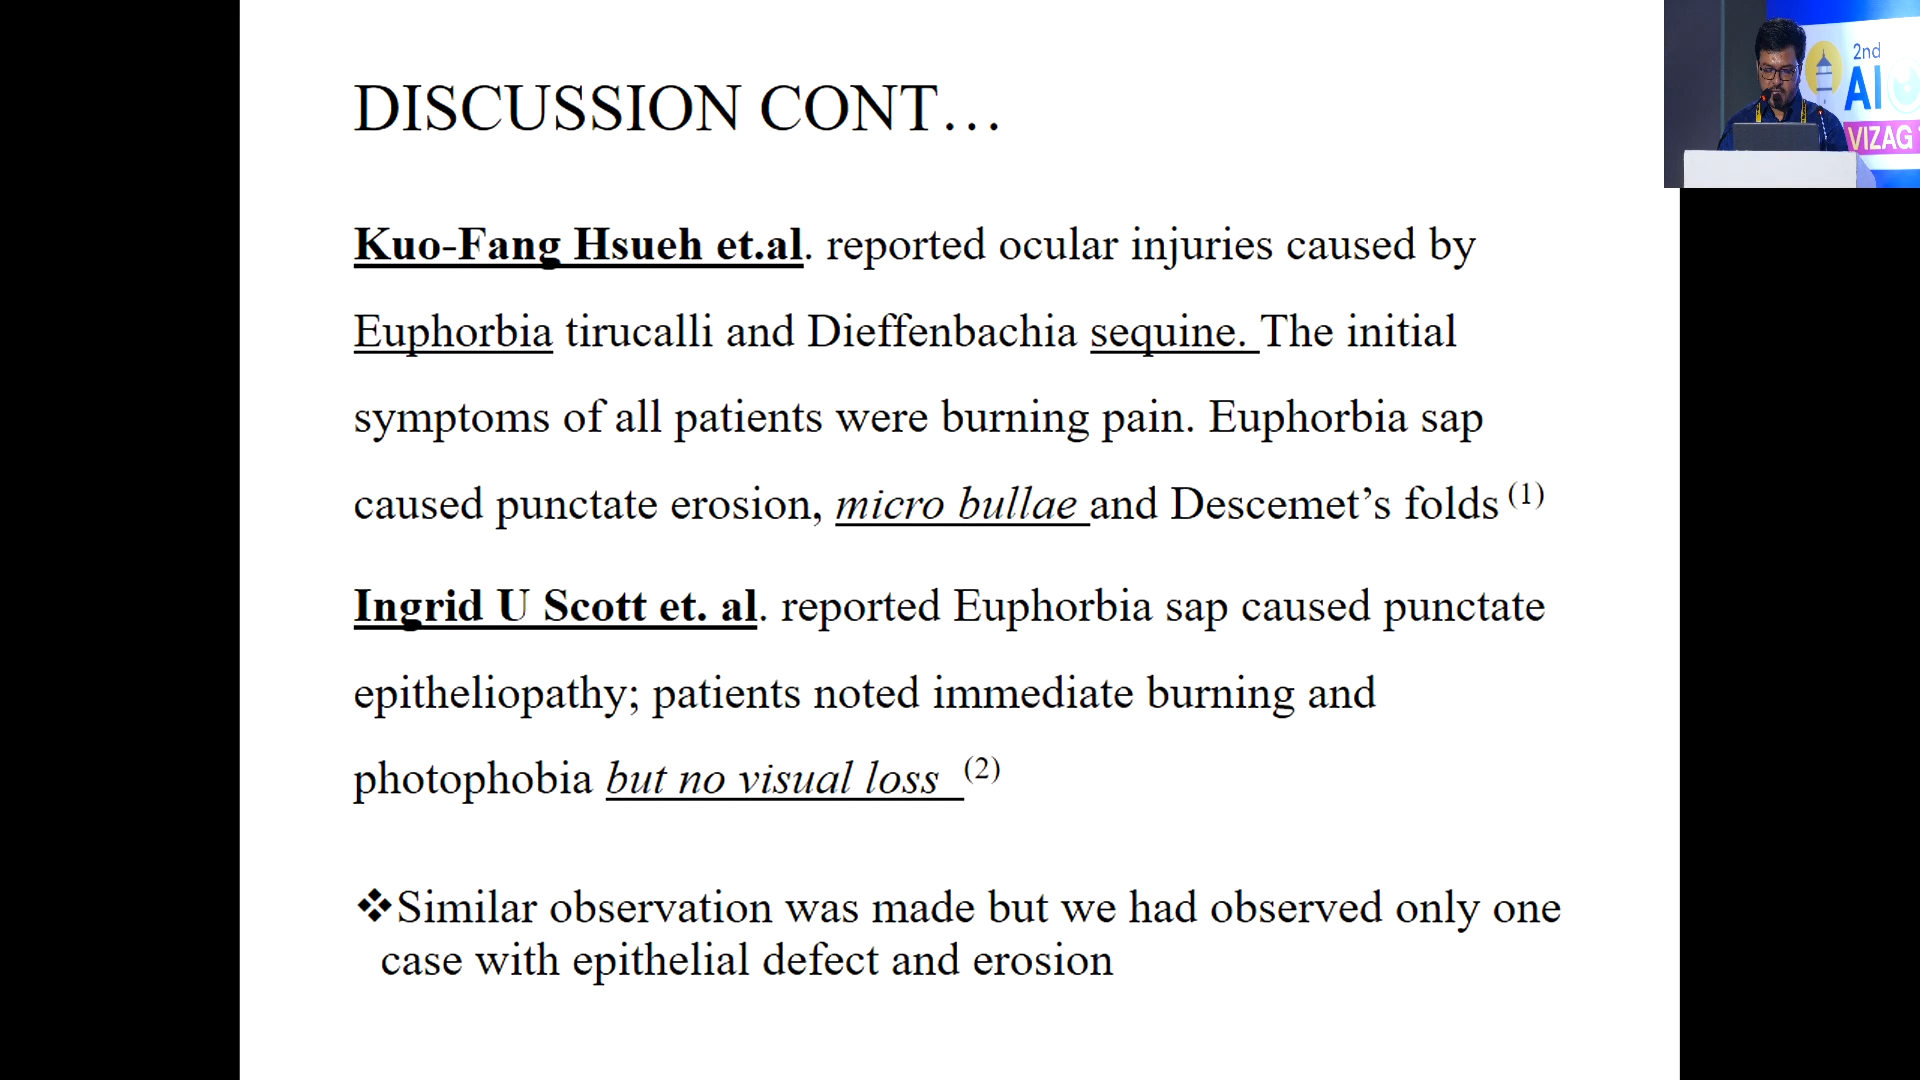 DISCUSSION CONT…
Kuo-Fang Hsueh et.al. reported ocular injuries caused by
Euphorbia tirucalli and Dieffenbachia sequine. The initial
symptoms of all patients were burning pain. Euphorbia sap
caused punctate erosion, micro bullae and Descemet’s folds (1)
Ingrid U Scott et. al. reported Euphorbia sap caused punctate
epitheliopathy; patients noted immediate burning and
photophobia but no visual loss (2)
❖Similar observation was made but we had observed only one
case with epithelial defect and erosion
2nd
AI
VIZAG